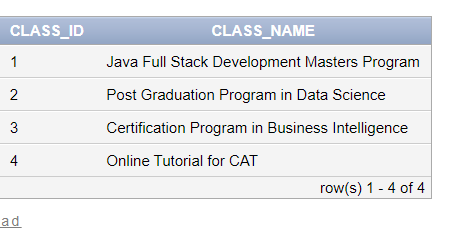 CLASS_ID CLASS_NAME
1 Java Full Stack Development Masters Program
2 Post Graduation Program in Data Science
3 Certification Program in Business Intelligence
4 Online Tutorial for CAT
row(s) 1 - 4 of 4
ad